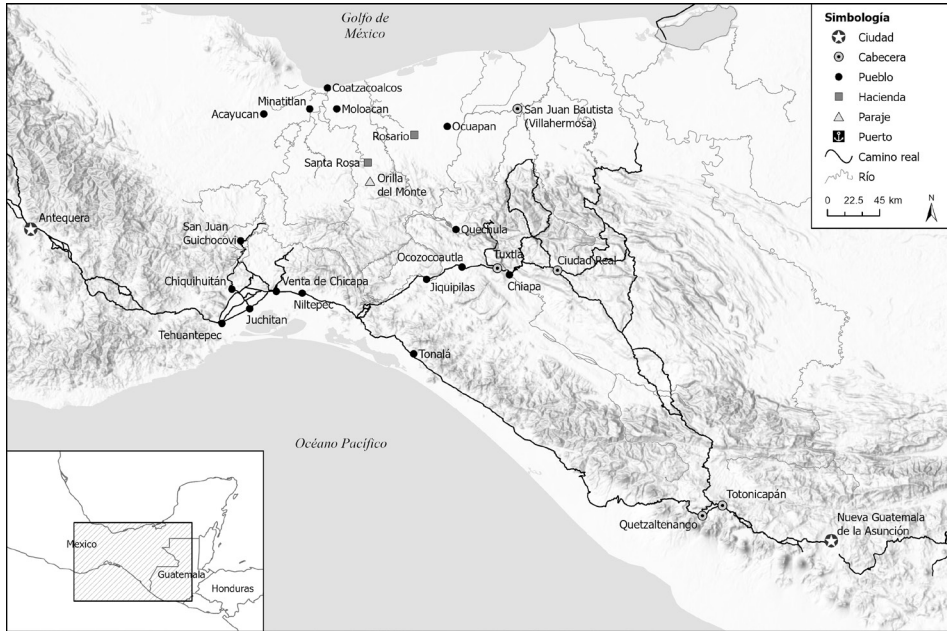 Golfo de
México
Simbología
Ciudad
Cabecera
Pueblo
Hacienda
Paraje
Puerto
Camino real
Río
0 22.5 45 km
N
Coatzacoalcos
Minatitlan
Moloacan
Acayucan
Ocuapan
San Juan Bautista
(Villahermosa)
Rosario
Santa Rosa
Orilla
del Monte
Antequera
San Juan
Guichocovi
Quechula
Ocozocoautla
Tuxtla
Ciudad Real
Chiquihuitán
Venta de Chicapa
Jiquipilas
Chiapa
Niltepec
Juchitan
Tehuantepec
Tonalá
Océano Pacífico
Totonicapán
Quetzaltenango
Nueva Guatemala
de la Asunción
Mexico
Guatemala
Honduras